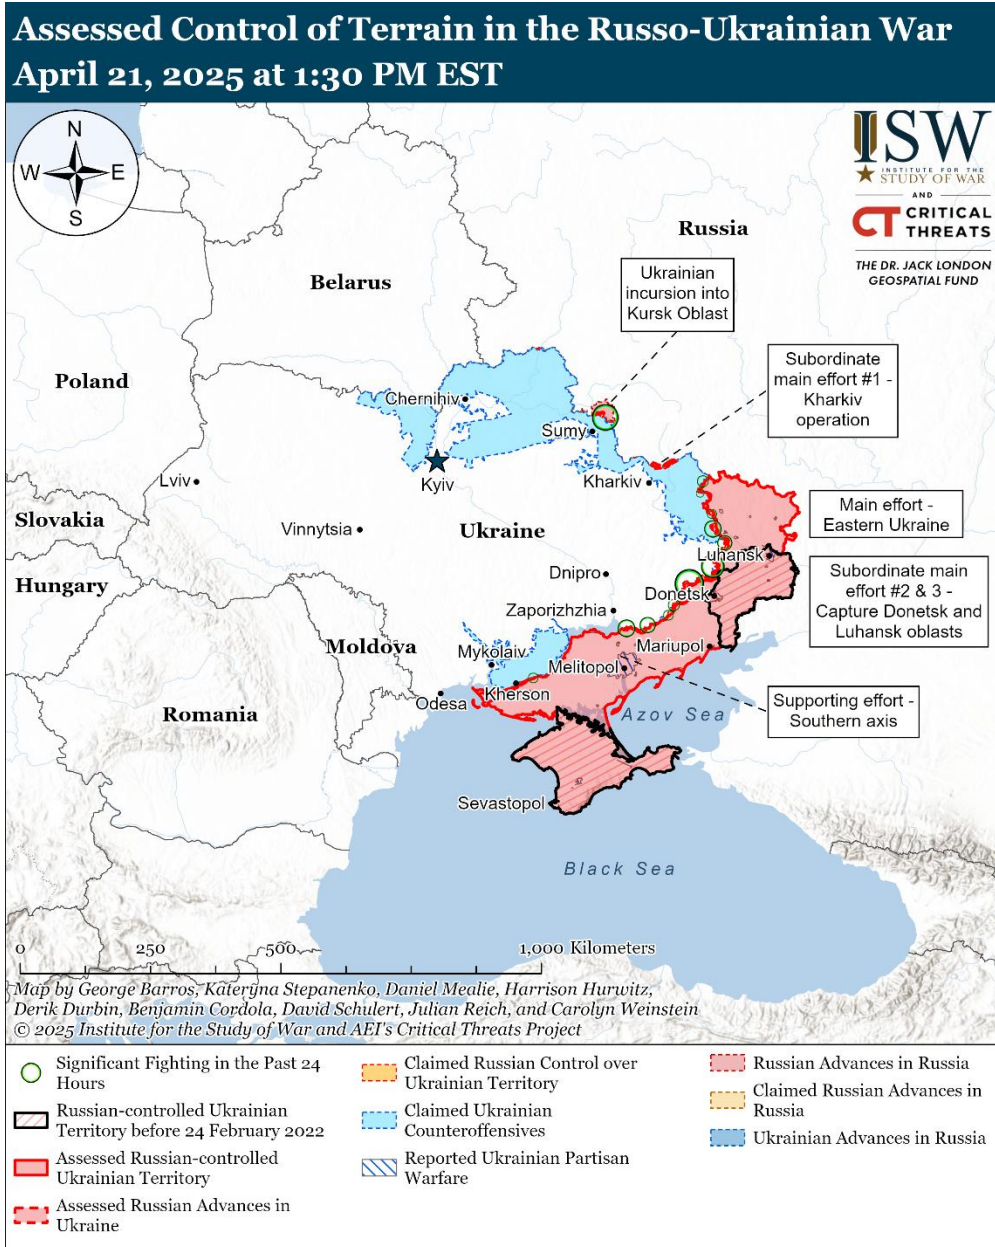 Assessed Control of Terrain in the Russo-Ukrainian War
April 21, 2025 at 1:30 PM EST
N
W
E
S
ISW
INSTITUTE FOR THE
STUDY OF WAR
AND
CT CRITICAL
THREATS
THE DR. JACK LONDON
GEOSPATIAL FUND
Russia
Belarus
Ukrainian
incursion into
Kursk Oblast
Subordinate
main effort #1 -
Kharkiv
operation
Poland
Chernihiv
Sumy
Kyiv
Lviv
Kharkiv
Slovakia
Vinnytsia
Ukraine
Main effort -
Eastern Ukraine
Luhansk
Hungary
Dnipro
Donetsk
Subordinate main
effort #2 & 3 -
Capture Donetsk and
Luhansk oblasts
Zaporizhzhia
Moldova
Mykolaiv
Mariupol
Melitopol
Kherson
Odesa
Romania
Azov Sea
Supporting effort -
Southern axis
Sevastopol
Black Sea
0
250
500
1,000 Kilometers
Map by George Barros, Kateryna Stepanenko, Daniel Mealie, Harrison Hurwitz,
Derik Durbin, Benjamin Cordola, David Schulert, Julian Reich, and Carolyn Weinstein
© 2025 Institute for the Study of War and AEI's Critical Threats Project
Significant Fighting in the Past 24
Hours
Russian-controlled Ukrainian
Territory before 24 February 2022
Assessed Russian-controlled
Ukrainian Territory
Assessed Russian Advances in
Ukraine
Claimed Russian Control over
Ukrainian Territory
Claimed Ukrainian
Counteroffensives
Reported Ukrainian Partisan
Warfare
Russian Advances in Russia
Claimed Russian Advances in
Russia
Ukrainian Advances in Russia